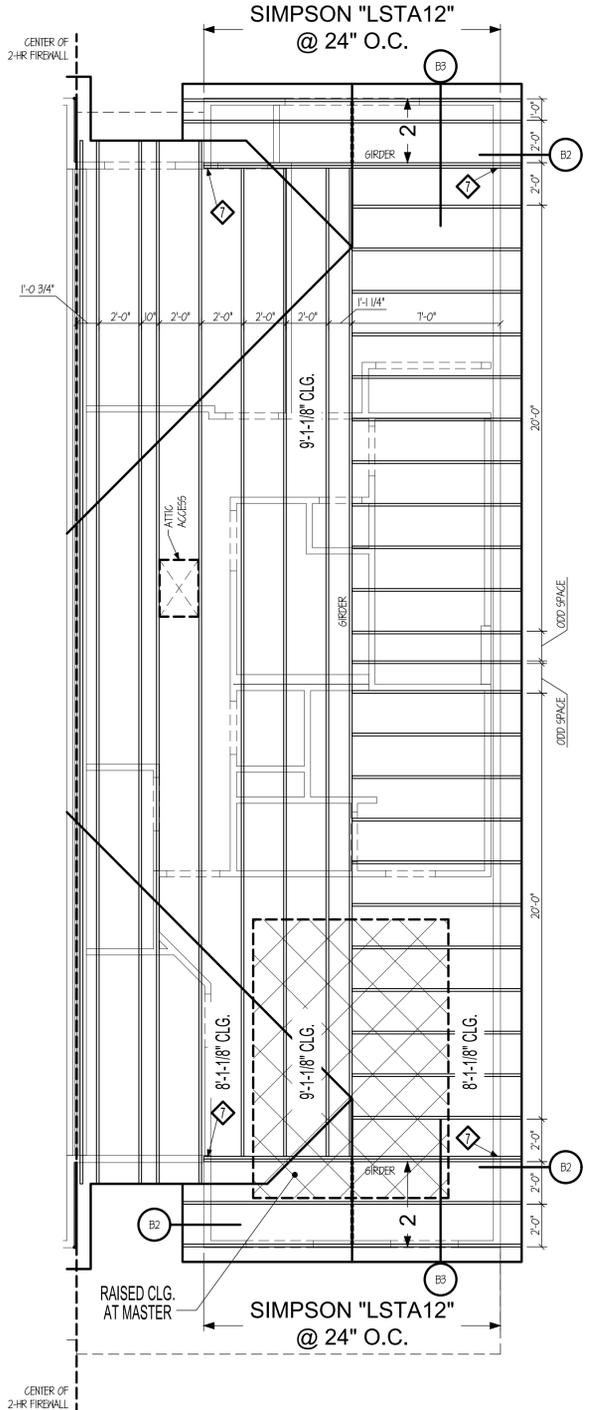 SIMPSON "LSTA12"
@ 24" O.C.
CENTER OF
2-HR FIREWALL
B3
1'-0"
2
GIRDER
2'-0"
B2
7
7
2'-0"
1'-0 3/4"
1'-1 1/4"
2'-0"
10"
2'-0"
2'-0"
2'-0"
2'-0"
7'-0"
9'-1-1/8" CLG.
20'-0"
ATTIC
ACCESS
GIRDER
ODD SPACE
ODD SPACE
20'-0"
8'-1-1/8" CLG.
9'-1-1/8" CLG.
8'-1-1/8" CLG.
7
7
2'-0"
GIRDER
B2
2'-0"
B2
2
2'-0"
B3
RAISED CLG.
AT MASTER
SIMPSON "LSTA12"
@ 24" O.C.
CENTER OF
2-HR FIREWALL